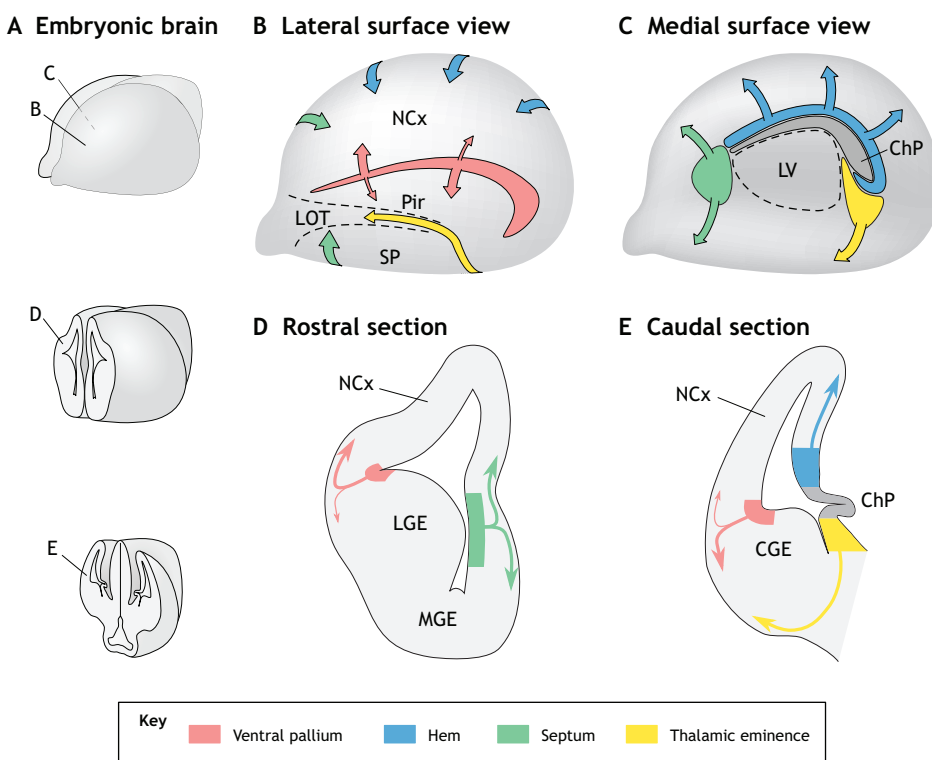 A Embryonic brain
C
B
D
E
B Lateral surface view
NCx
Pir
LOT
SP
C Medial surface view
ChP
LV
D Rostral section
NCx
LGE
MGE
E Caudal section
NCx
ChP
CGE
Key
Ventral pallium
Hem
Septum
Thalamic eminence